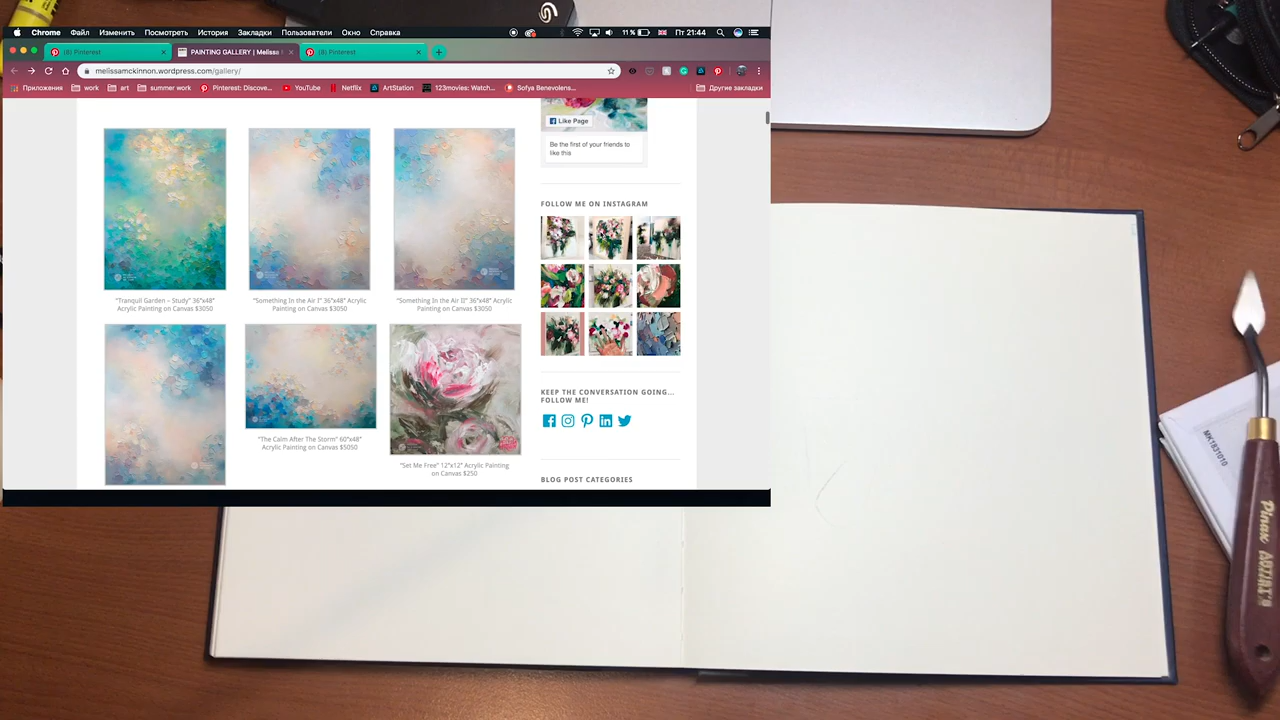 Chrome Файл Изменить Посмотреть История Закладки Пользователи Окно Справка 11 % Пт 21:44
(8) Pinterest
PAINTING GALLERY | Melissa
(8) Pinterest
melissamckinnon.wordpress.com/gallery/
Приложения work art summer work Pinterest: Discove... YouTube Netflix ArtStation 123movies: Watch... Sofya Benevolens... Другие закладки
Like Page
Be the first of your friends to
like this
FOLLOW ME ON INSTAGRAM
"Tranquil Garden – Study" 36"x48"
Acrylic Painting on Canvas $3050
"Something In the Air I" 36"x48" Acrylic
Painting on Canvas $3050
"Something In the Air II" 36"x48" Acrylic
Painting on Canvas $3050
"The Calm After The Storm" 60"x48"
Acrylic Painting on Canvas $5050
"Set Me Free" 12"x12" Acrylic Painting
on Canvas $250
KEEP THE CONVERSATION GOING...
FOLLOW ME!
BLOG POST CATEGORIES
MK1831010
Pinax ARTIST'S